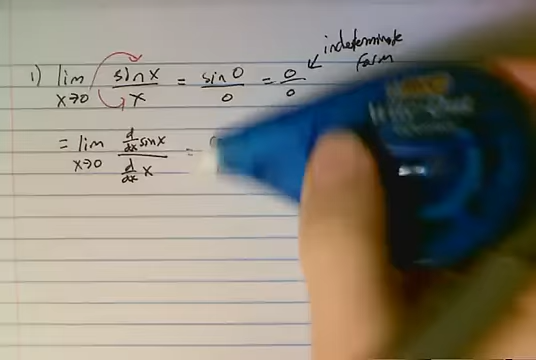 indeterminate
form
1) lim x→0 sin x / x = sin 0 / 0 = 0 / 0
= lim x→0 d/dx sin x / d/dx x =